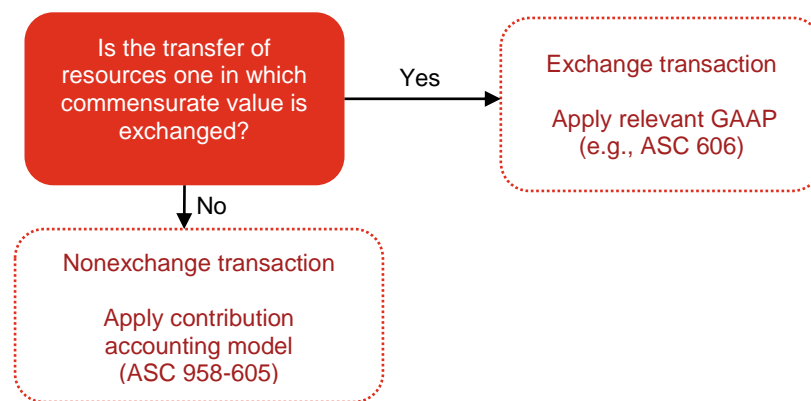 Is the transfer of
resources one in which
commensurate value is
exchanged?
Yes
Exchange transaction
Apply relevant GAAP
(e.g., ASC 606)
No
Nonexchange transaction
Apply contribution
accounting model
(ASC 958-605)